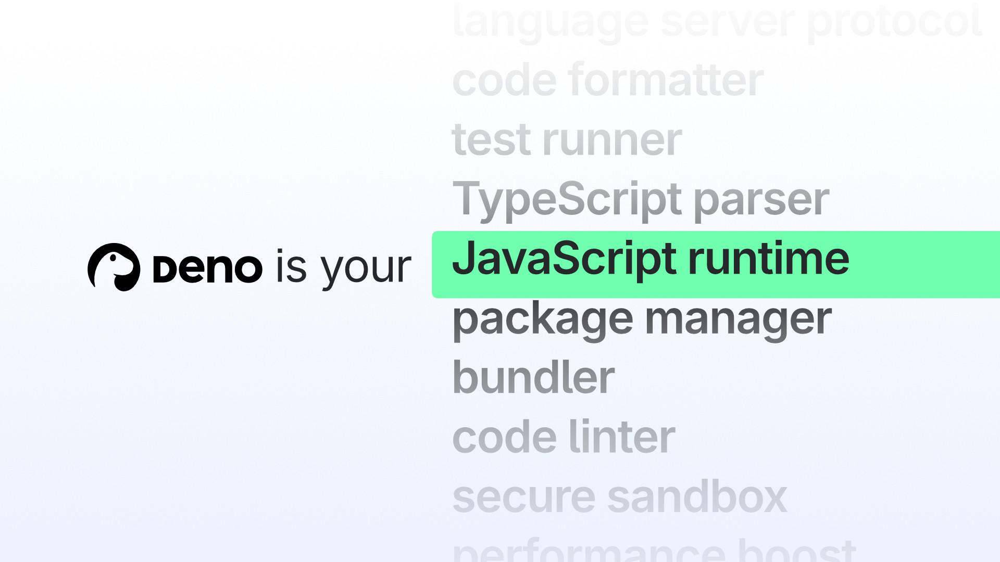 language server protocol
code formatter
test runner
TypeScript parser
DENO is your JavaScript runtime
package manager
bundler
code linter
secure sandbox
performance boost